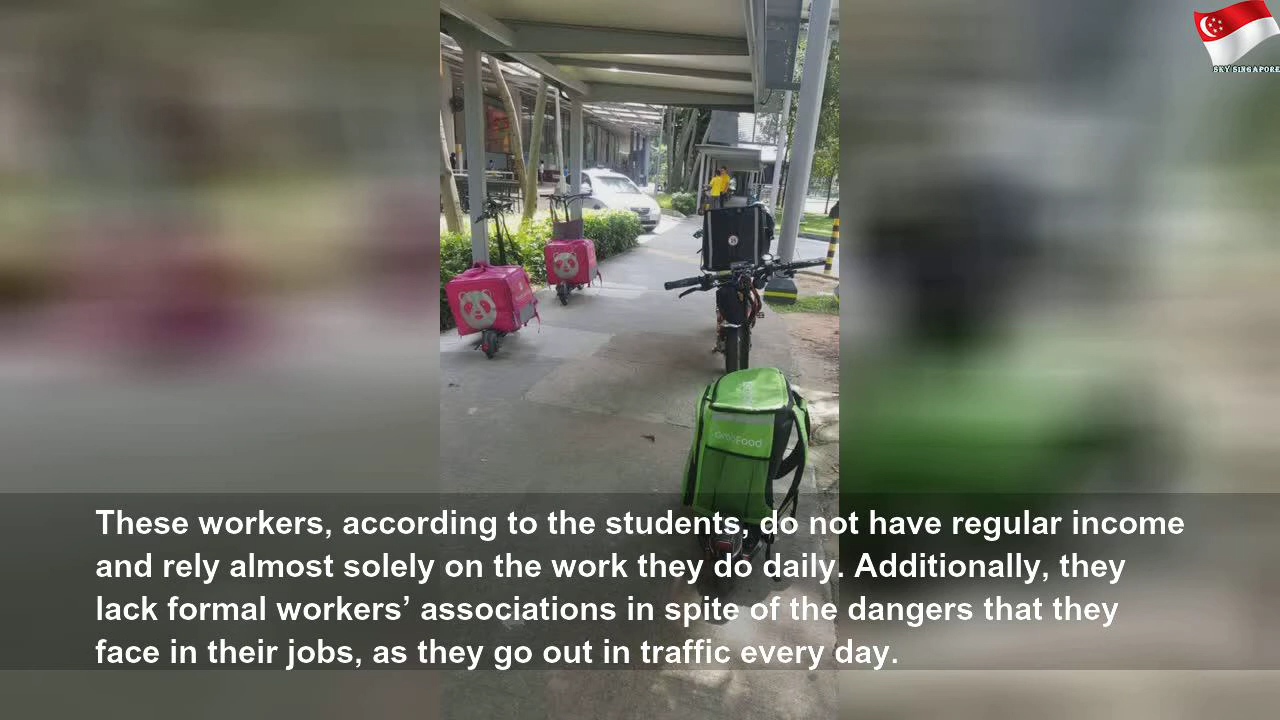 SKY SINGAPORE
GrabFood
These workers, according to the students, do not have regular income
and rely almost solely on the work they do daily. Additionally, they
lack formal workers’ associations in spite of the dangers that they
face in their jobs, as they go out in traffic every day.